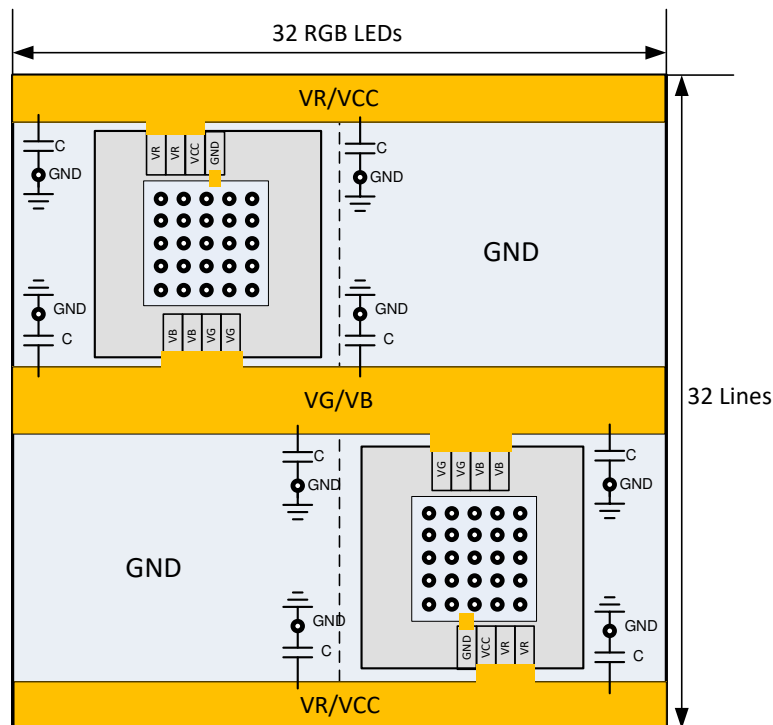 32 RGB LEDs
VR/VCC
C
C
VR
VR
VCC
GND
GND
GND
GND
GND
GND
C
C
VB
VB
VG
VG
VG/VB
32 Lines
C
C
VG
VG
VB
VB
GND
GND
GND
GND
GND
C
C
GND
VCC
VR
VR
VR/VCC